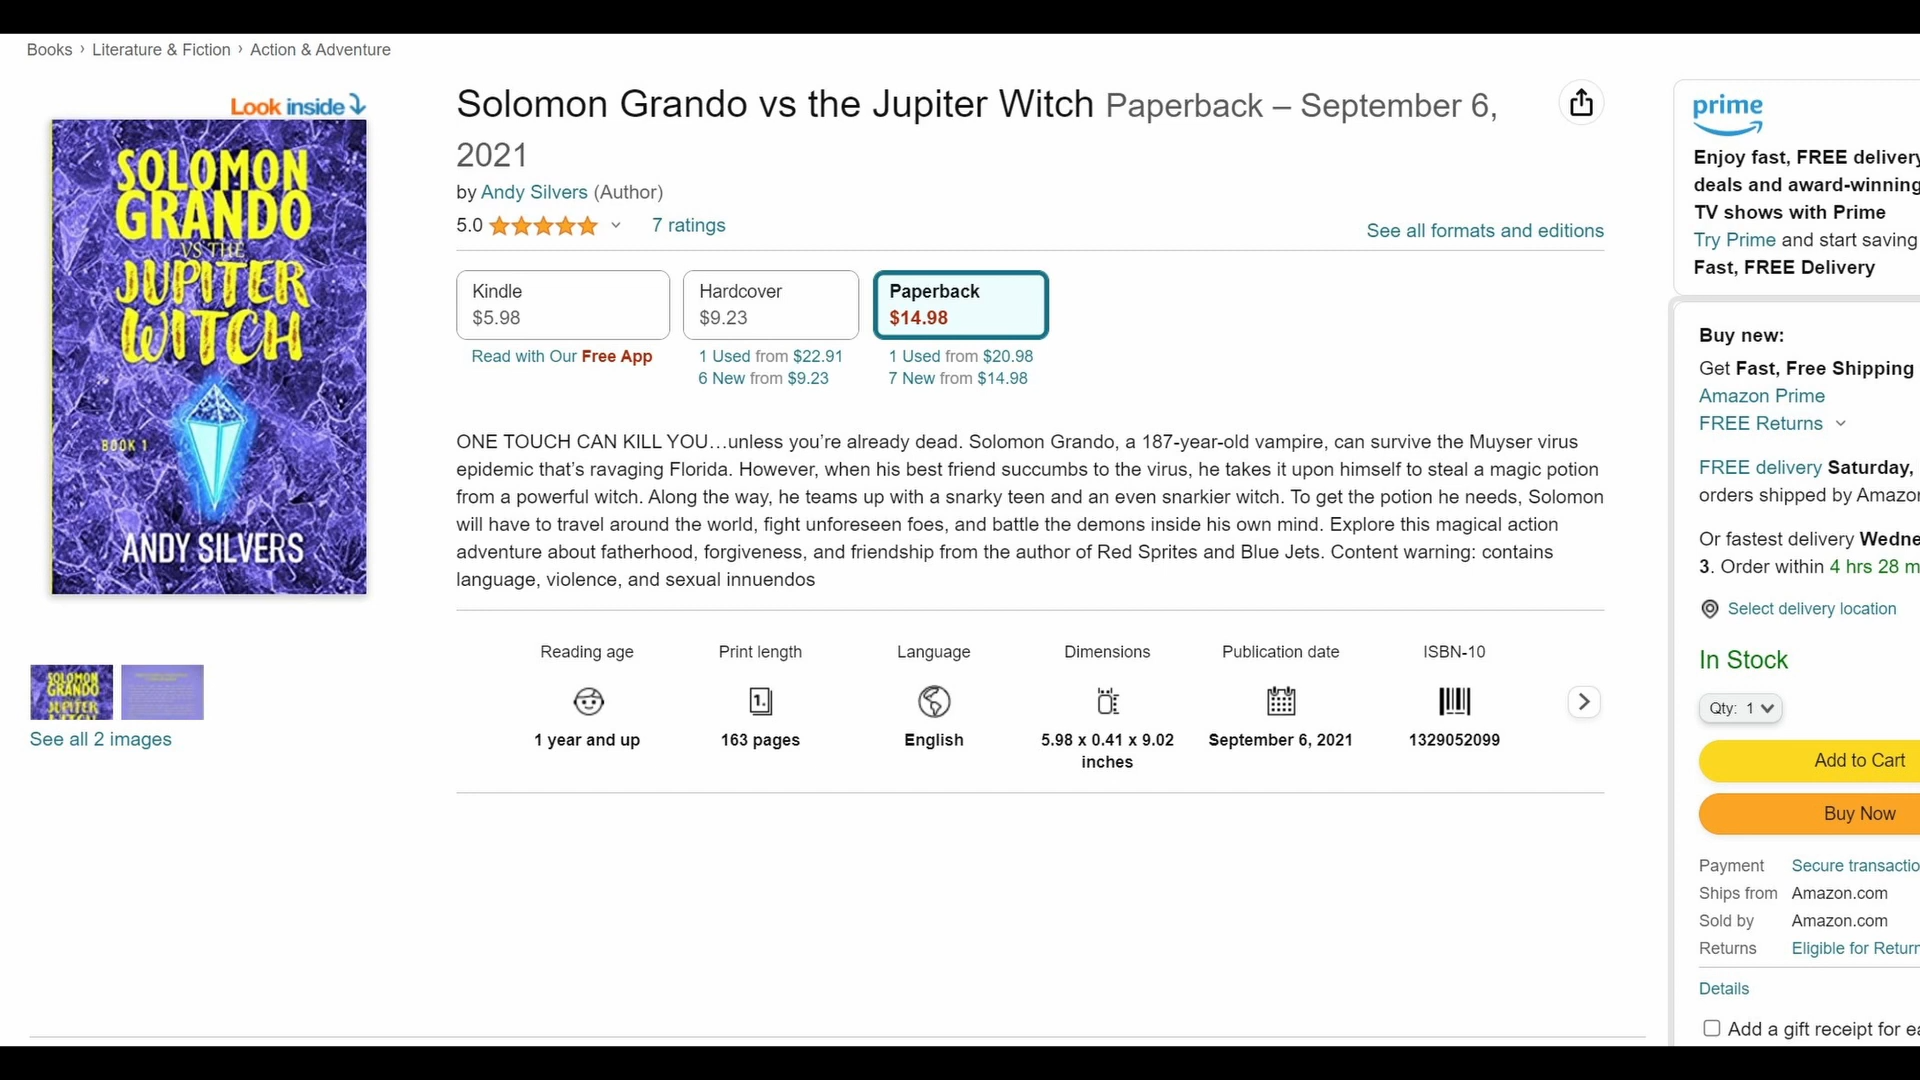 Books › Literature & Fiction › Action & Adventure
Look inside
SOLOMON
GRANDO
VS THE
JUPITER
WITCH
BOOK 1
ANDY SILVERS
SOLOMON
GRANDO
JUPITER
WITCH
See all 2 images
Solomon Grando vs the Jupiter Witch Paperback – September 6,
2021
by Andy Silvers (Author)
5.0 7 ratings
See all formats and editions
Kindle
$5.98
Read with Our Free App
Hardcover
$9.23
1 Used from $22.91
6 New from $9.23
Paperback
$14.98
1 Used from $20.98
7 New from $14.98
ONE TOUCH CAN KILL YOU…unless you’re already dead. Solomon Grando, a 187-year-old vampire, can survive the Muyser virus
epidemic that’s ravaging Florida. However, when his best friend succumbs to the virus, he takes it upon himself to steal a magic potion
from a powerful witch. Along the way, he teams up with a snarky teen and an even snarkier witch. To get the potion he needs, Solomon
will have to travel around the world, fight unforeseen foes, and battle the demons inside his own mind. Explore this magical action
adventure about fatherhood, forgiveness, and friendship from the author of Red Sprites and Blue Jets. Content warning: contains
language, violence, and sexual innuendos
Reading age
1 year and up
Print length
1.
163 pages
Language
English
Dimensions
5.98 x 0.41 x 9.02
inches
Publication date
September 6, 2021
ISBN-10
1329052099
prime
Enjoy fast, FREE delivery
deals and award-winning
TV shows with Prime
Try Prime and start saving
Fast, FREE Delivery
Buy new:
Get Fast, Free Shipping
Amazon Prime
FREE Returns
FREE delivery Saturday,
orders shipped by Amazon
Or fastest delivery Wedne
3. Order within 4 hrs 28 m
Select delivery location
In Stock
Qty: 1
Add to Cart
Buy Now
Payment Secure transactio
Ships from Amazon.com
Sold by Amazon.com
Returns Eligible for Return
Details
Add a gift receipt for ea